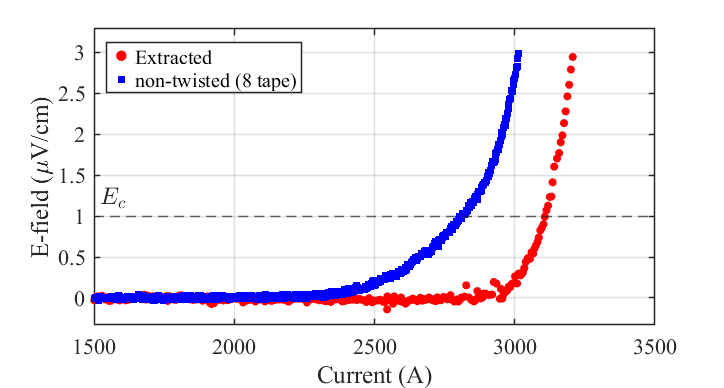 3
2.5
2
1.5
1
0.5
0
E-field (μV/cm)
Extracted
non-twisted (8 tape)
E_c
1500
2000
2500
3000
3500
Current (A)